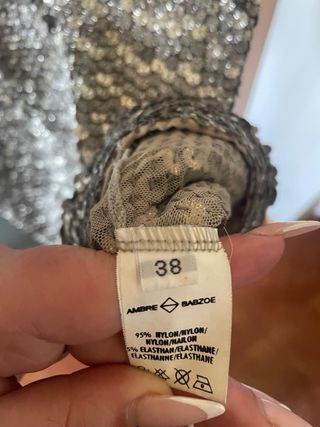 38
AMBRE BABZOE
95% NYLON/NYLON/
NYLON/NAILON
5% ELASTHAN/ELASTHANE/
ELASTHANNE/ELASTHANE